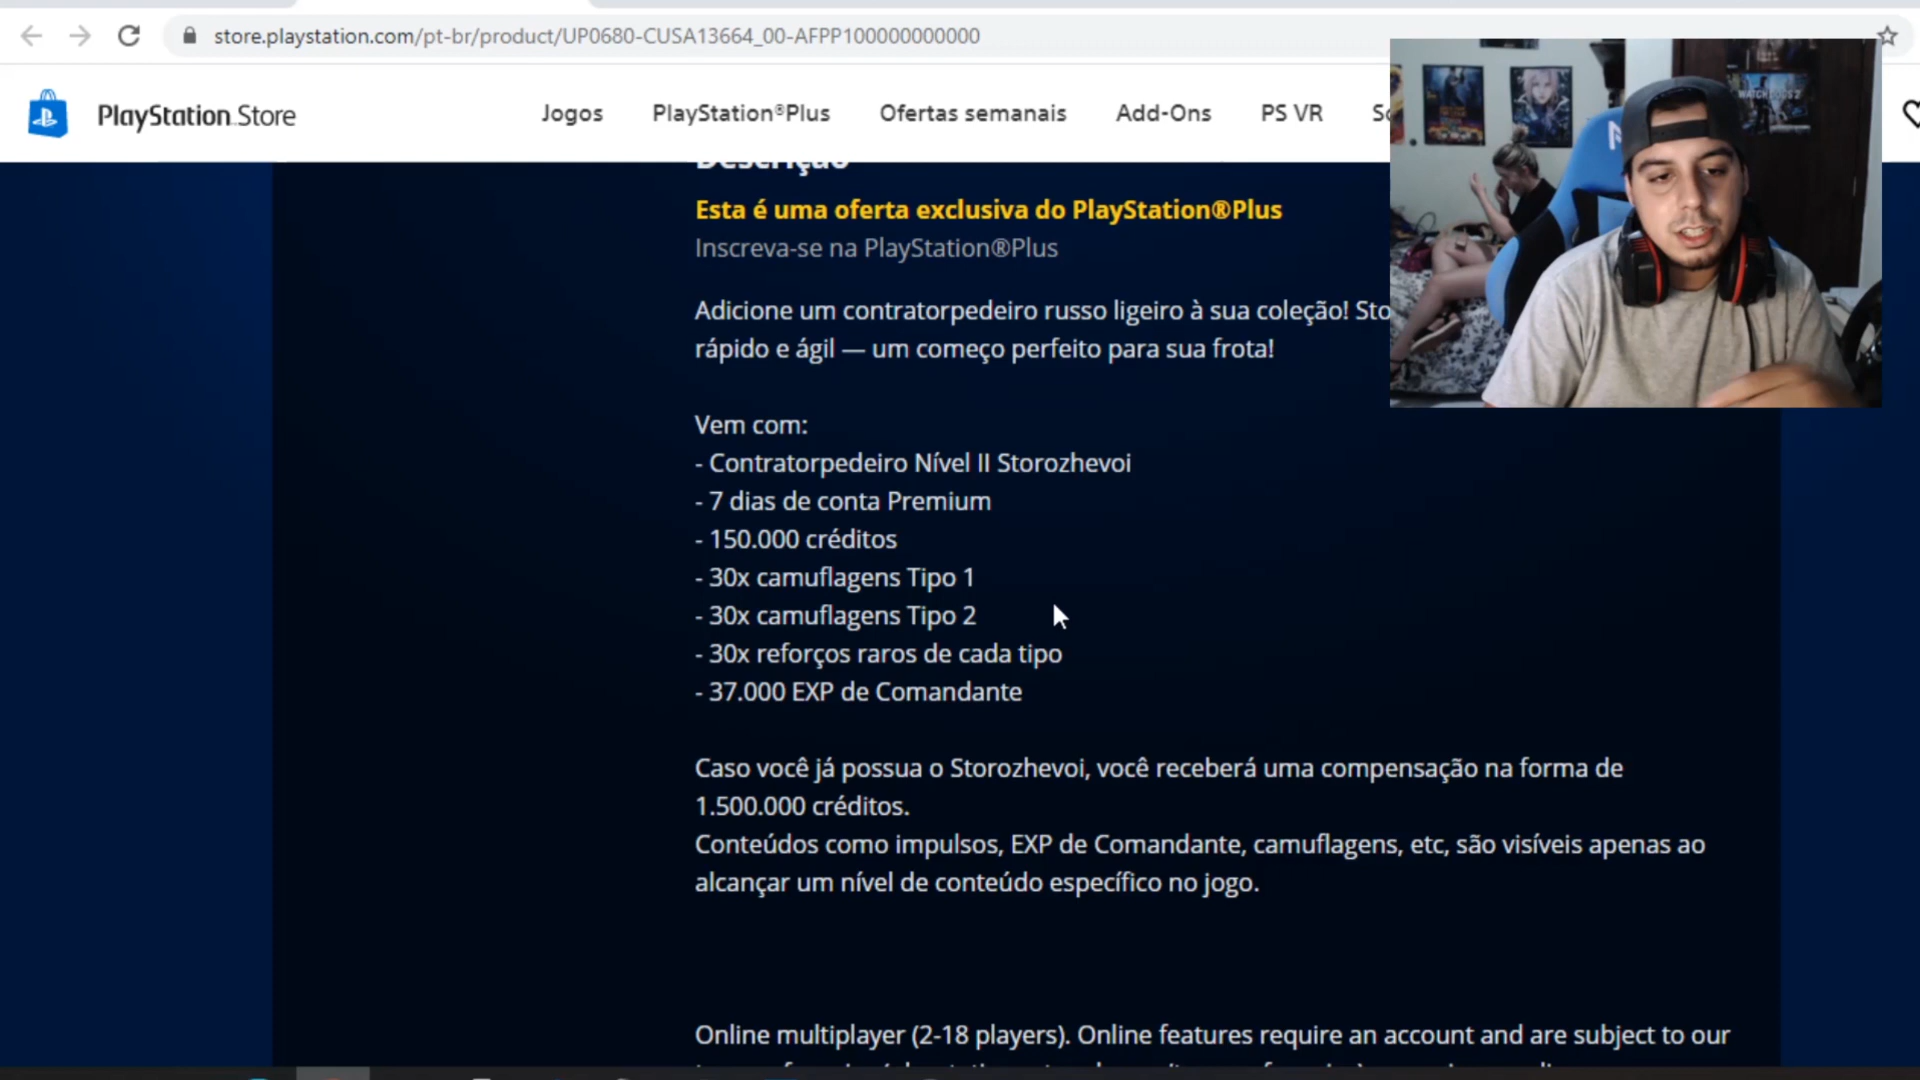 store.playstation.com/pt-br/product/UP0680-CUSA13664_00-AFPP100000000000
PlayStation Store
Jogos PlayStation®Plus Ofertas semanais Add-Ons PS VR
WATCH DOGS 2
Descrição
Esta é uma oferta exclusiva do PlayStation®Plus
Inscreva-se na PlayStation®Plus
Adicione um contratorpedeiro russo ligeiro à sua coleção! Sto
rápido e ágil — um começo perfeito para sua frota!
Vem com:
- Contratorpedeiro Nível II Storozhevoi
- 7 dias de conta Premium
- 150.000 créditos
- 30x camuflagens Tipo 1
- 30x camuflagens Tipo 2
- 30x reforços raros de cada tipo
- 37.000 EXP de Comandante
Caso você já possua o Storozhevoi, você receberá uma compensação na forma de
1.500.000 créditos.
Conteúdos como impulsos, EXP de Comandante, camuflagens, etc, são visíveis apenas ao
alcançar um nível de conteúdo específico no jogo.
Online multiplayer (2-18 players). Online features require an account and are subject to our